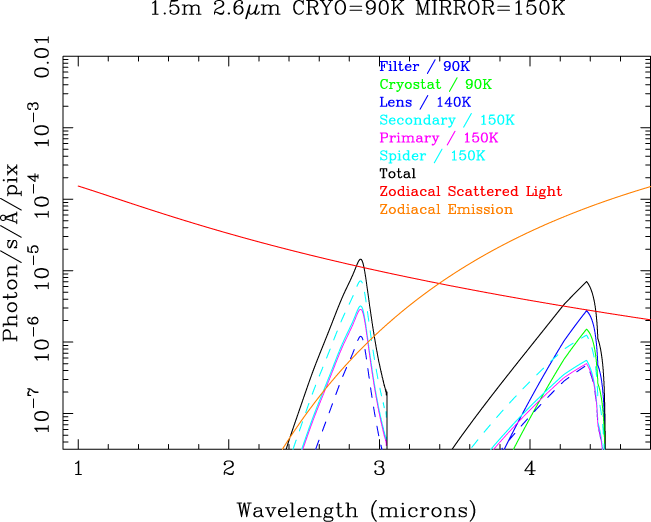 1.5m 2.6μm CRYO=90K MIRROR=150K
0.01
Filter / 90K
Cryostat / 90K
Lens / 140K
Secondary / 150K
Primary / 150K
Spider / 150K
Total
Zodiacal Scattered Light
Zodiacal Emission
10⁻³
10⁻⁴
10⁻⁵
10⁻⁶
10⁻⁷
Photon/s/Å/pix
1 2 3 4
Wavelength (microns)